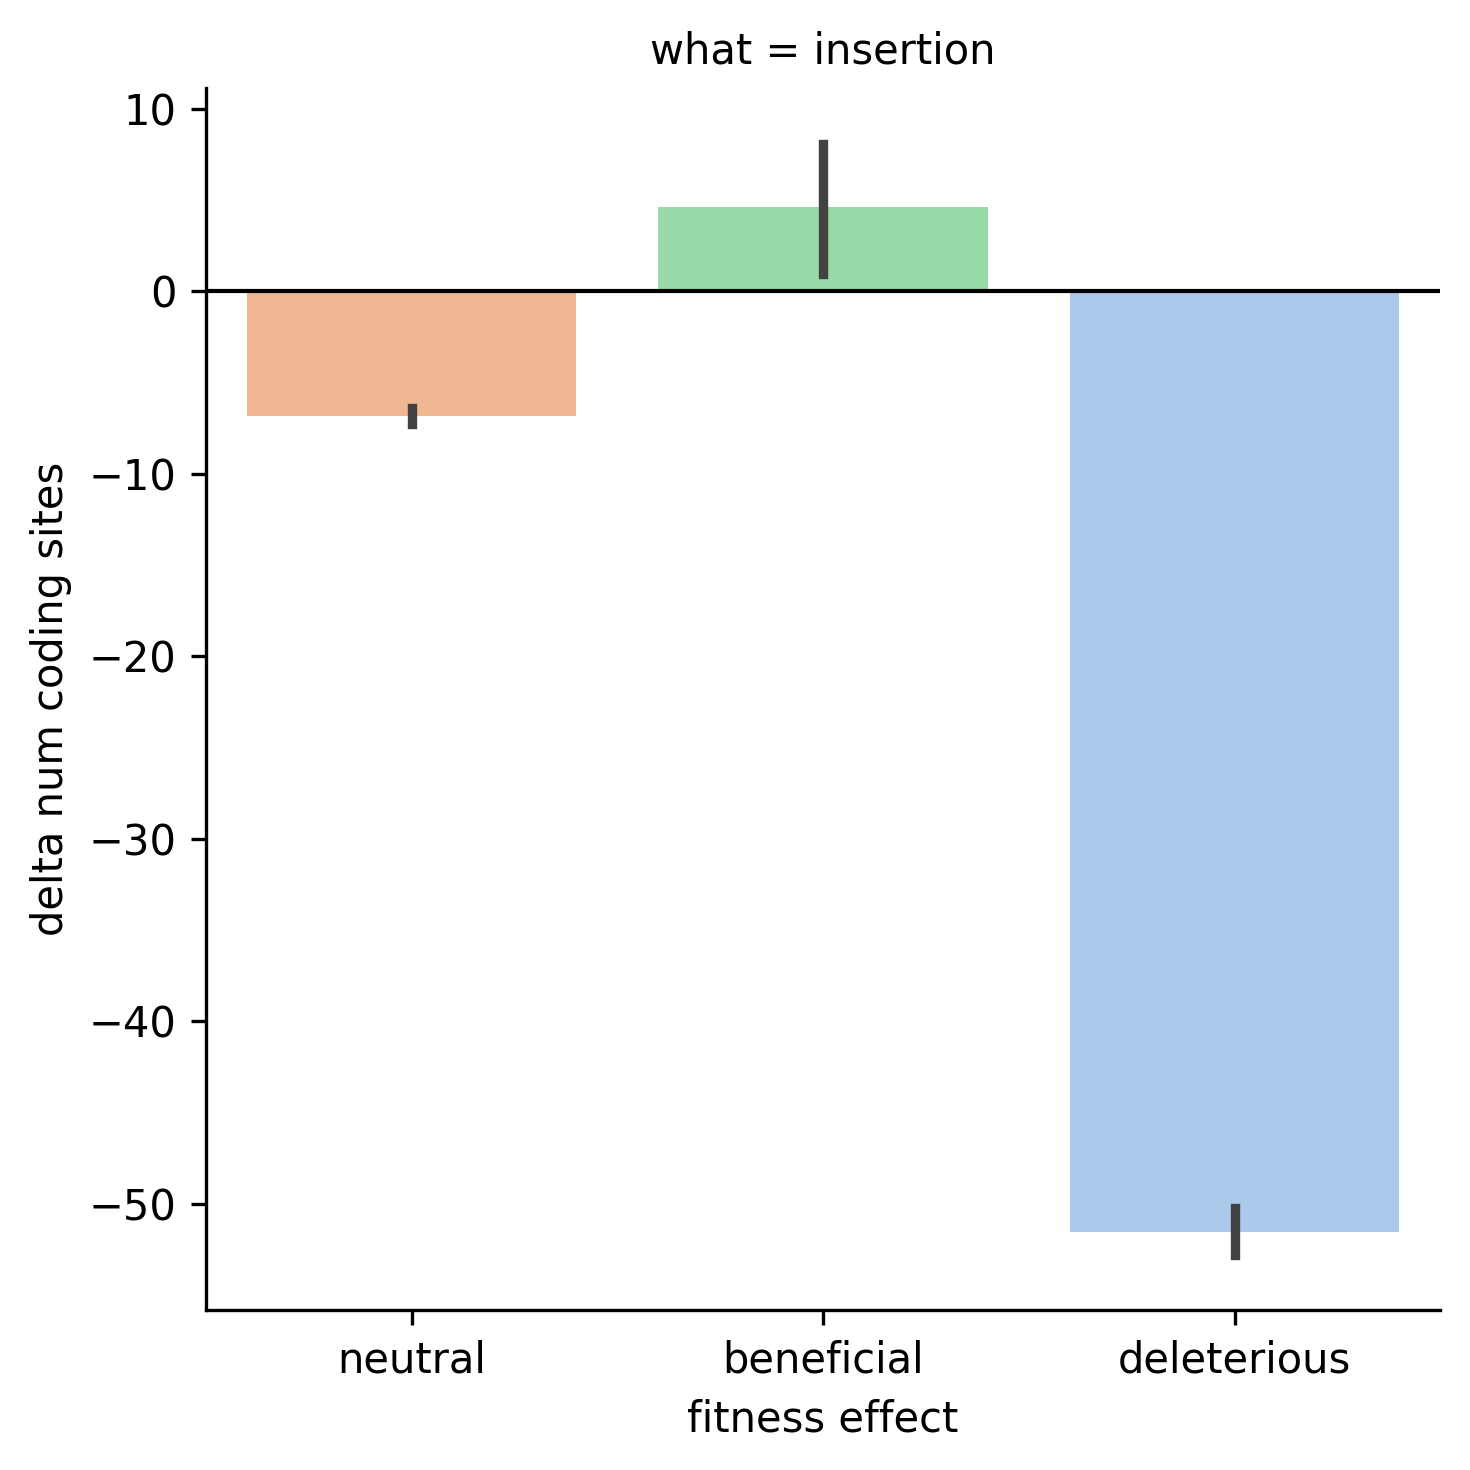 what = insertion
10
0
−10
−20
−30
−40
−50
delta num coding sites
neutral
beneficial
deleterious
fitness effect